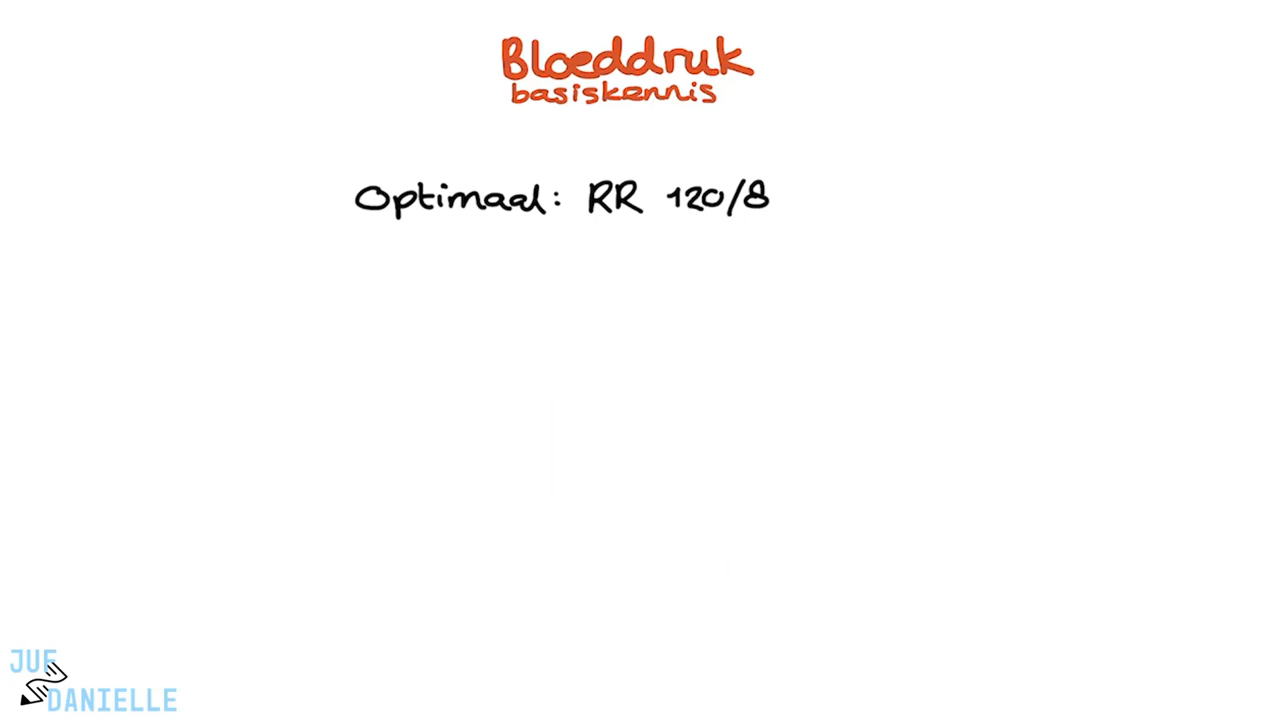 Bloeddruk
basiskennis
Optimaal: RR 120/8
JUF
DANIELLE